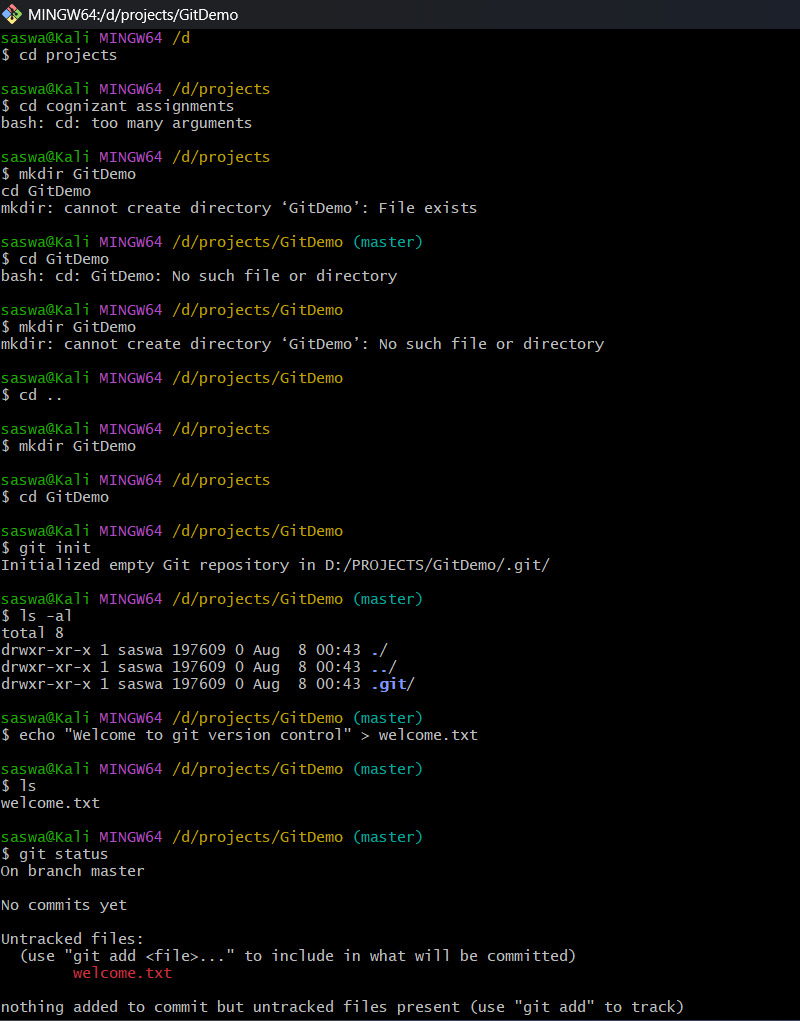 MINGW64:/d/projects/GitDemo
saswa@Kali MINGW64 /d
$ cd projects
saswa@Kali MINGW64 /d/projects
$ cd cognizant assignments
bash: cd: too many arguments
saswa@Kali MINGW64 /d/projects
$ mkdir GitDemo
cd GitDemo
mkdir: cannot create directory ‘GitDemo’: File exists
saswa@Kali MINGW64 /d/projects/GitDemo (master)
$ cd GitDemo
bash: cd: GitDemo: No such file or directory
saswa@Kali MINGW64 /d/projects/GitDemo
$ mkdir GitDemo
mkdir: cannot create directory ‘GitDemo’: No such file or directory
saswa@Kali MINGW64 /d/projects/GitDemo
$ cd ..
saswa@Kali MINGW64 /d/projects
$ mkdir GitDemo
saswa@Kali MINGW64 /d/projects
$ cd GitDemo
saswa@Kali MINGW64 /d/projects/GitDemo
$ git init
Initialized empty Git repository in D:/PROJECTS/GitDemo/.git/
saswa@Kali MINGW64 /d/projects/GitDemo (master)
$ ls -al
total 8
drwxr-xr-x 1 saswa 197609 0 Aug  8 00:43 ./
drwxr-xr-x 1 saswa 197609 0 Aug  8 00:43 ../
drwxr-xr-x 1 saswa 197609 0 Aug  8 00:43 .git/
saswa@Kali MINGW64 /d/projects/GitDemo (master)
$ echo "Welcome to git version control" > welcome.txt
saswa@Kali MINGW64 /d/projects/GitDemo (master)
$ ls
welcome.txt
saswa@Kali MINGW64 /d/projects/GitDemo (master)
$ git status
On branch master
No commits yet
Untracked files:
  (use "git add <file>..." to include in what will be committed)
        welcome.txt
nothing added to commit but untracked files present (use "git add" to track)